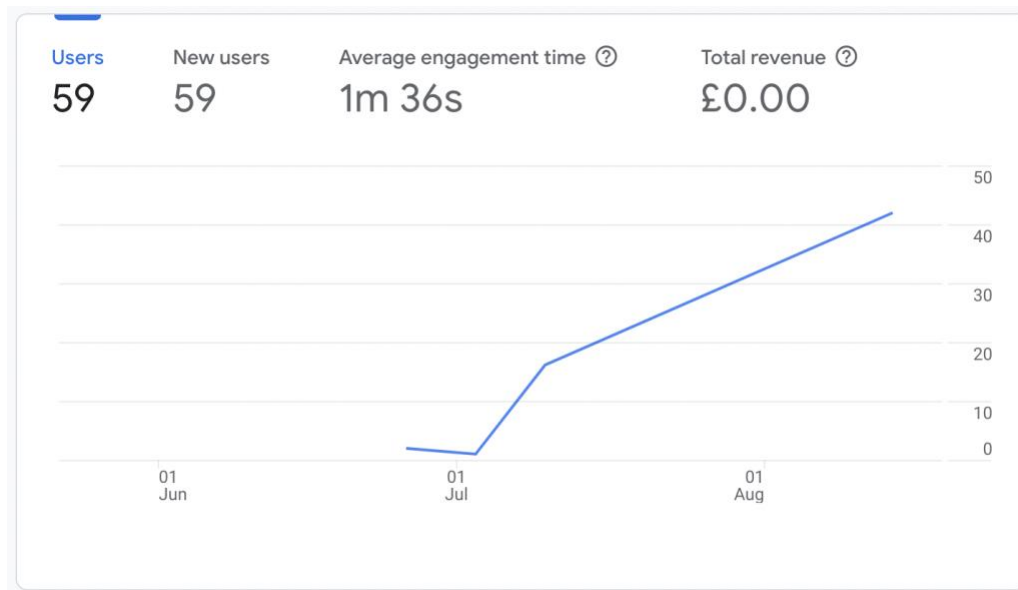 Users New users Average engagement time Total revenue
59 59 1m 36s £0.00
50
40
30
20
10
0
01 01 01
Jun Jul Aug